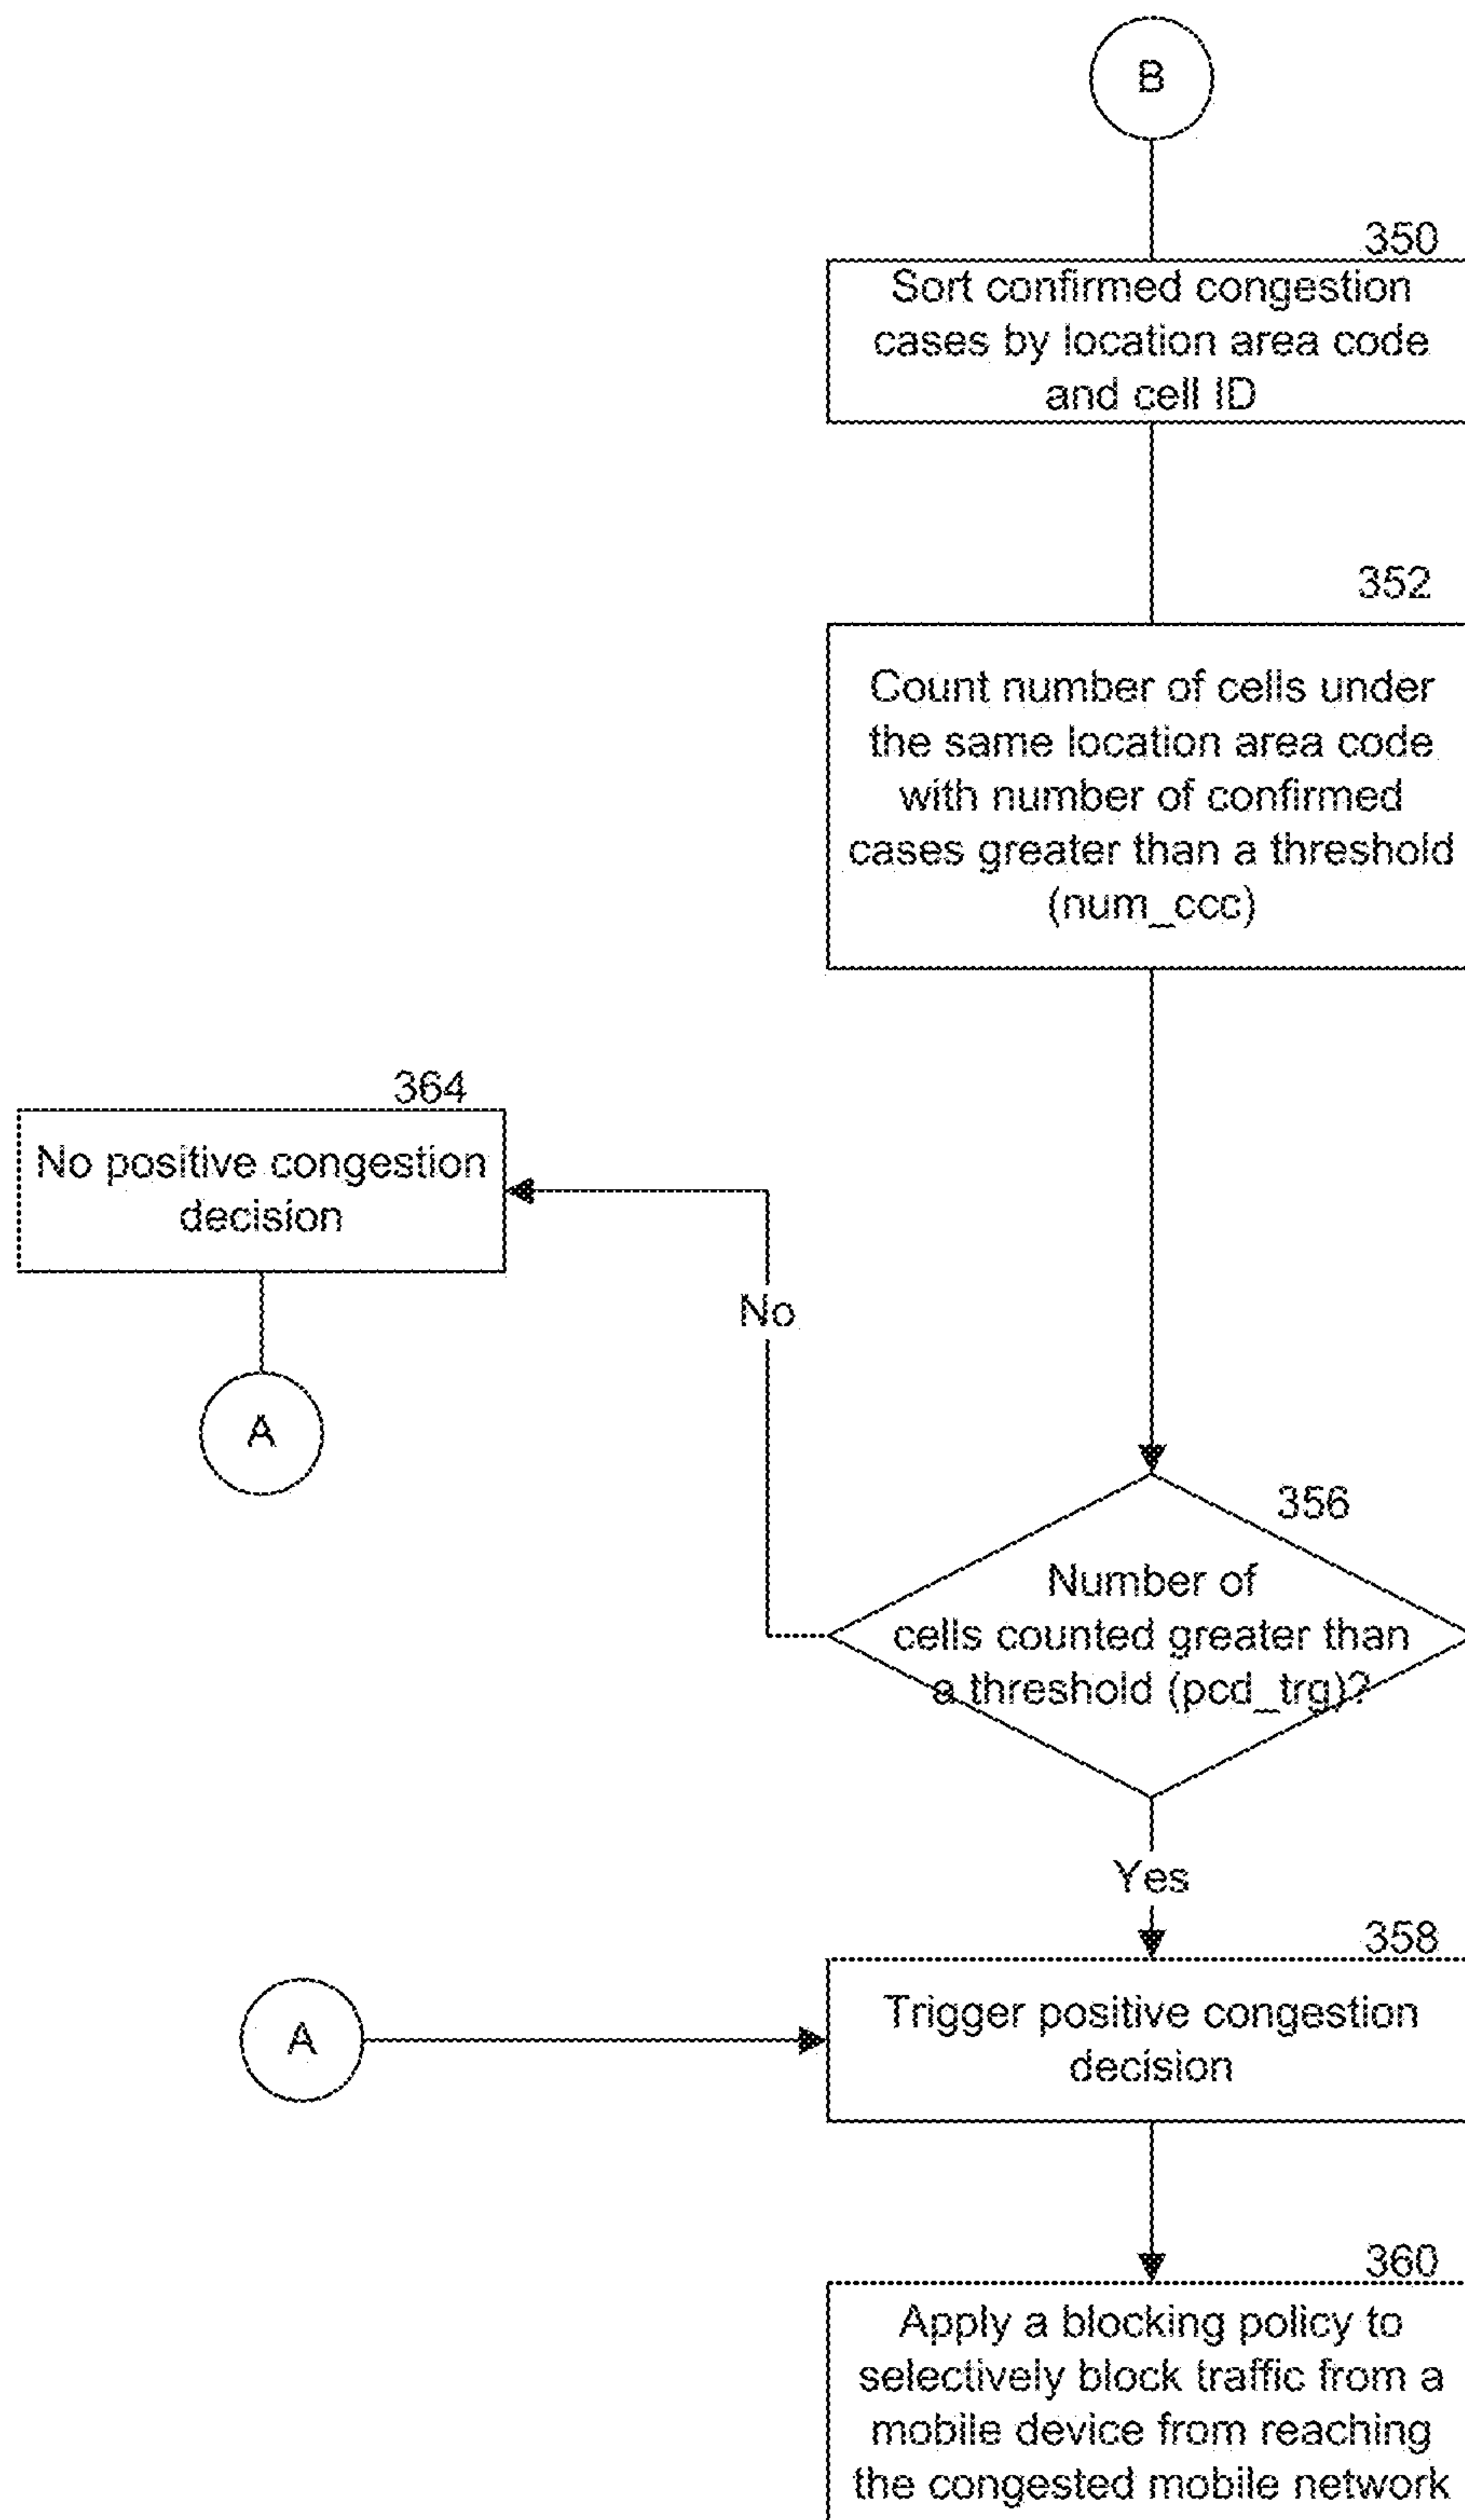 B
350
Sort confirmed congestion
cases by location area code
and cell ID
352
Count number of cells under
the same location area code
with number of confirmed
cases greater than a threshold
(num_ccc)
364
No positive congestion
decision
No
A
356
Number of
cells counted greater than
a threshold (pcd_trg)?
Yes
358
A
Trigger positive congestion
decision
360
Apply a blocking policy to
selectively block traffic from a
mobile device from reaching
the congested mobile network